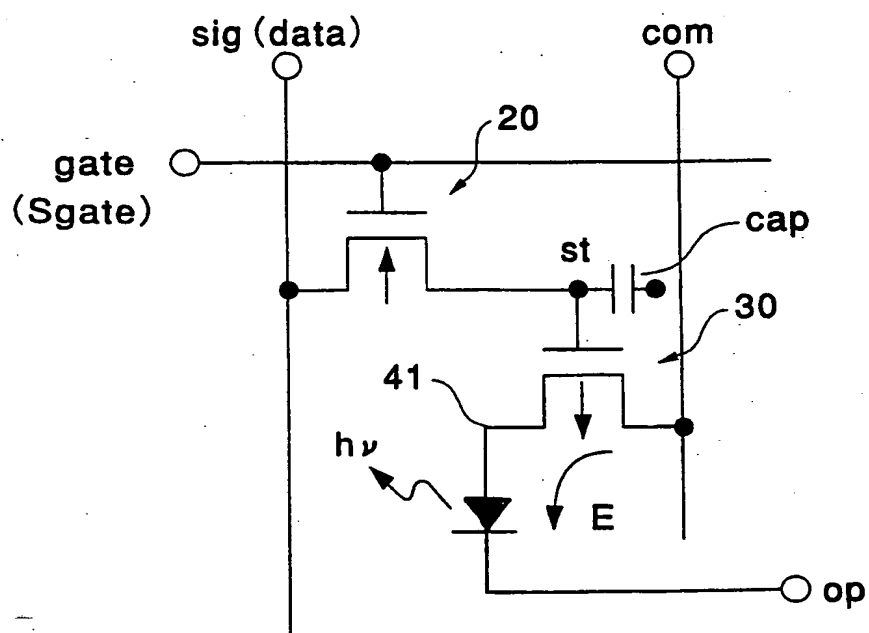 sig (data)
com
20
gate
(Sgate)
cap
st
30
41
hν
E
op